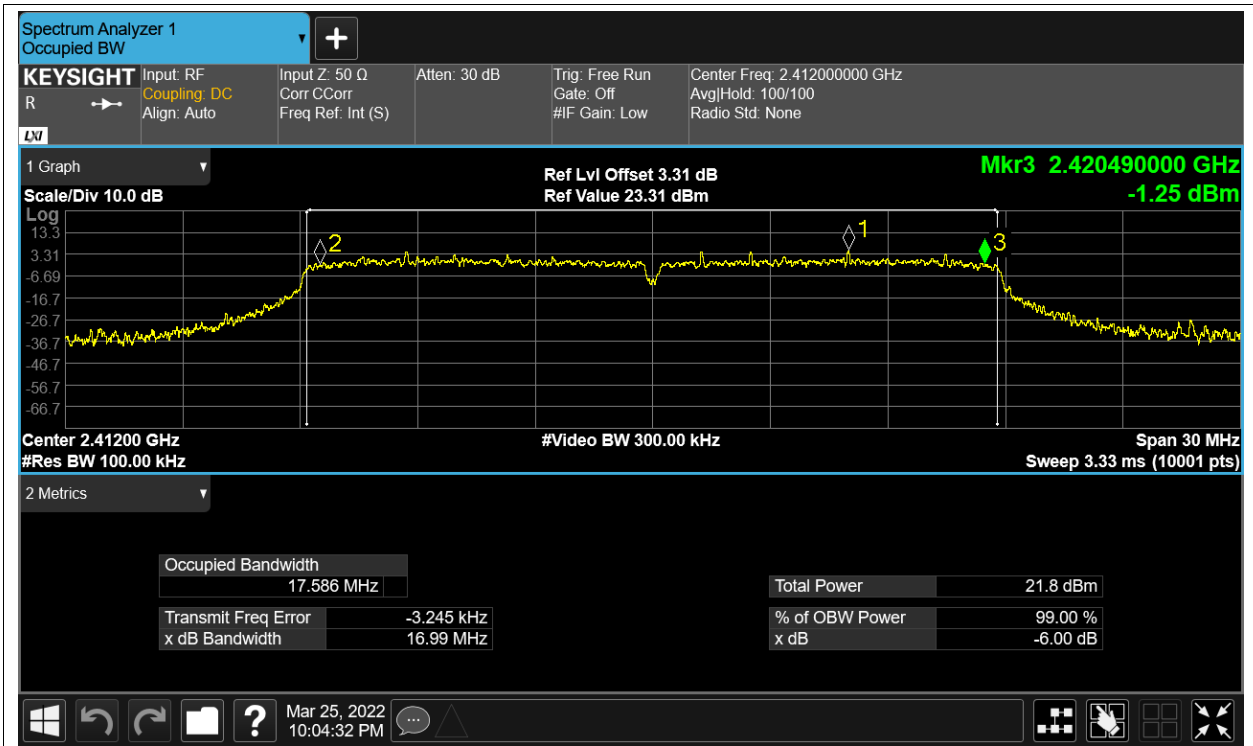 Spectrum Analyzer 1
Occupied BW
KEYSIGHT
R
LXI
Input: RF
Coupling: DC
Align: Auto
Input Z: 50 Ω
Corr CCorr
Freq Ref: Int (S)
Atten: 30 dB
Trig: Free Run
Gate: Off
#IF Gain: Low
Center Freq: 2.412000000 GHz
Avg|Hold: 100/100
Radio Std: None
1 Graph
Scale/Div 10.0 dB
Ref Lvl Offset 3.31 dB
Ref Value 23.31 dBm
Mkr3 2.420490000 GHz
-1.25 dBm
Log
13.3
3.31
-6.69
-16.7
-26.7
-36.7
-46.7
-56.7
-66.7
2
1
3
Center 2.41200 GHz
#Res BW 100.00 kHz
#Video BW 300.00 kHz
Span 30 MHz
Sweep 3.33 ms (10001 pts)
2 Metrics
Occupied Bandwidth
17.586 MHz
Transmit Freq Error -3.245 kHz
x dB Bandwidth 16.99 MHz
Total Power 21.8 dBm
% of OBW Power 99.00 %
x dB -6.00 dB
?
Mar 25, 2022
10:04:32 PM